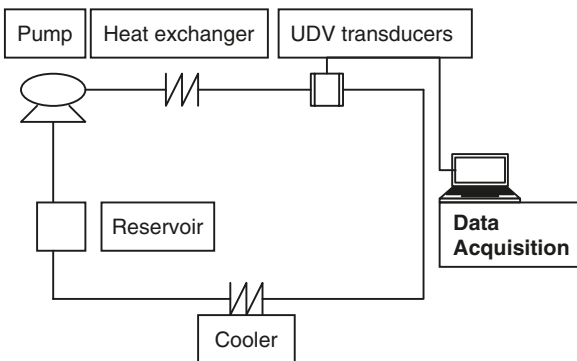 Pump
Heat exchanger
UDV transducers
Reservoir
Data
Acquisition
Cooler